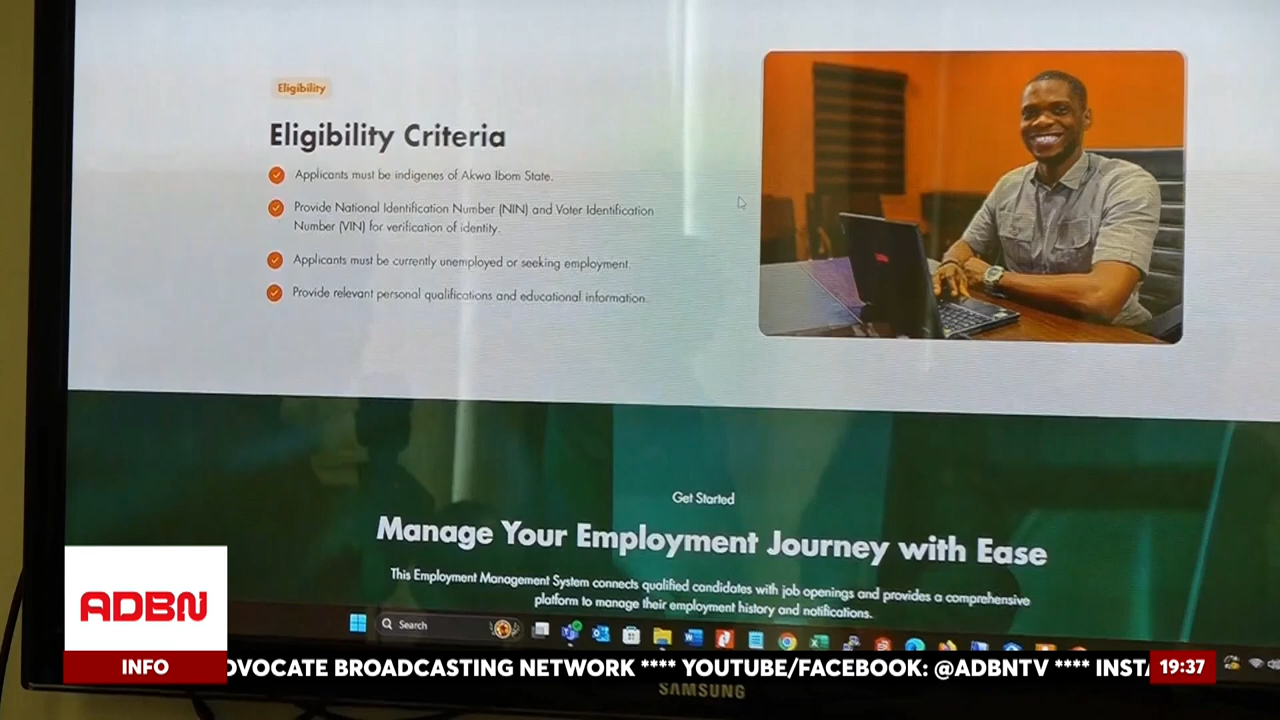 Eligibility
Eligibility Criteria
Applicants must be indigenes of Akwa Ibom State.
Provide National Identification Number (NIN) and Voter Identification
Number (VIN) for verification of identity.
Applicants must be currently unemployed or seeking employment.
Provide relevant personal qualifications and educational information.
Get Started
Manage Your Employment Journey with Ease
This Employment Management System connects qualified candidates with job openings and provides a comprehensive
platform to manage their employment history and notifications.
Search
ADBN
INFO
OVOCATE BROADCASTING NETWORK **** YOUTUBE/FACEBOOK: @ADBNTV **** INSTA
19:37
SAMSUNG